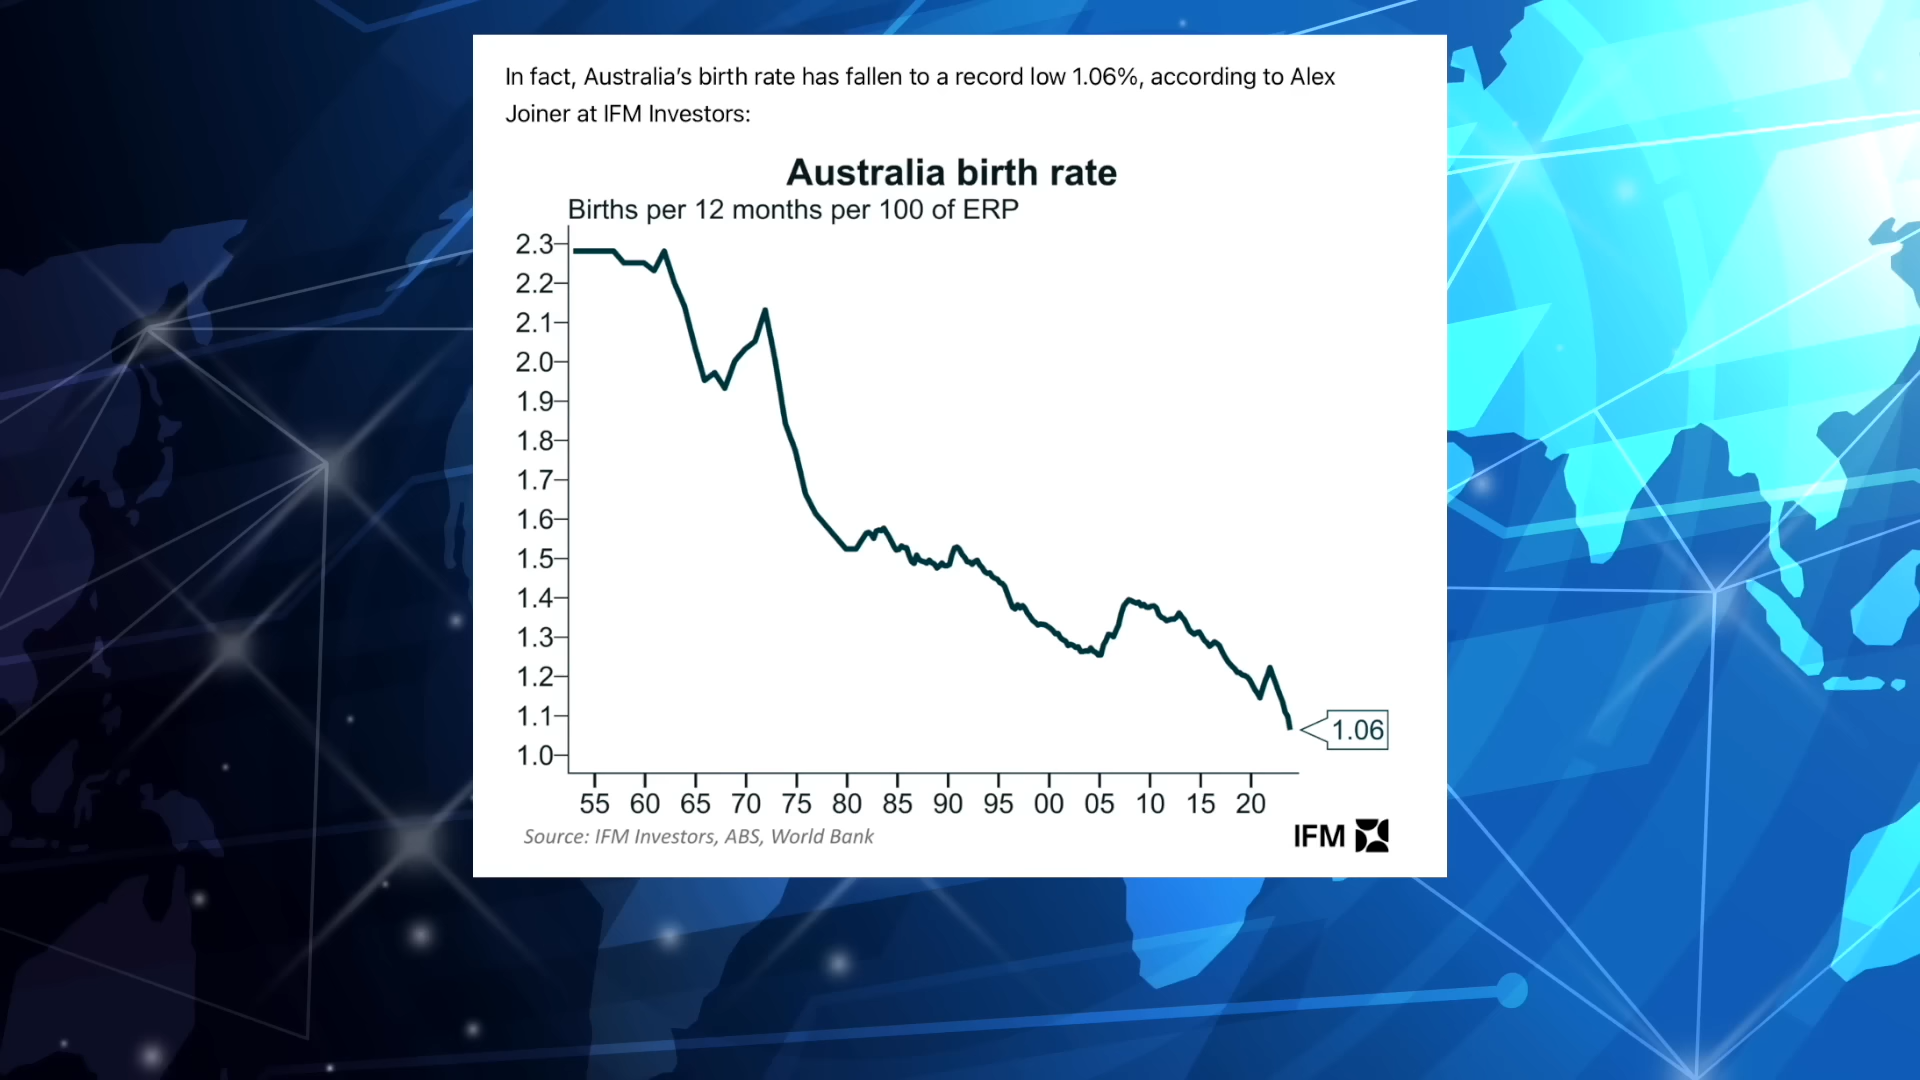 In fact, Australia’s birth rate has fallen to a record low 1.06%, according to Alex
Joiner at IFM Investors:
Australia birth rate
Births per 12 months per 100 of ERP
2.3
2.2
2.1
2.0
1.9
1.8
1.7
1.6
1.5
1.4
1.3
1.2
1.1
1.0
1.06
55 60 65 70 75 80 85 90 95 00 05 10 15 20
Source: IFM Investors, ABS, World Bank
IFM